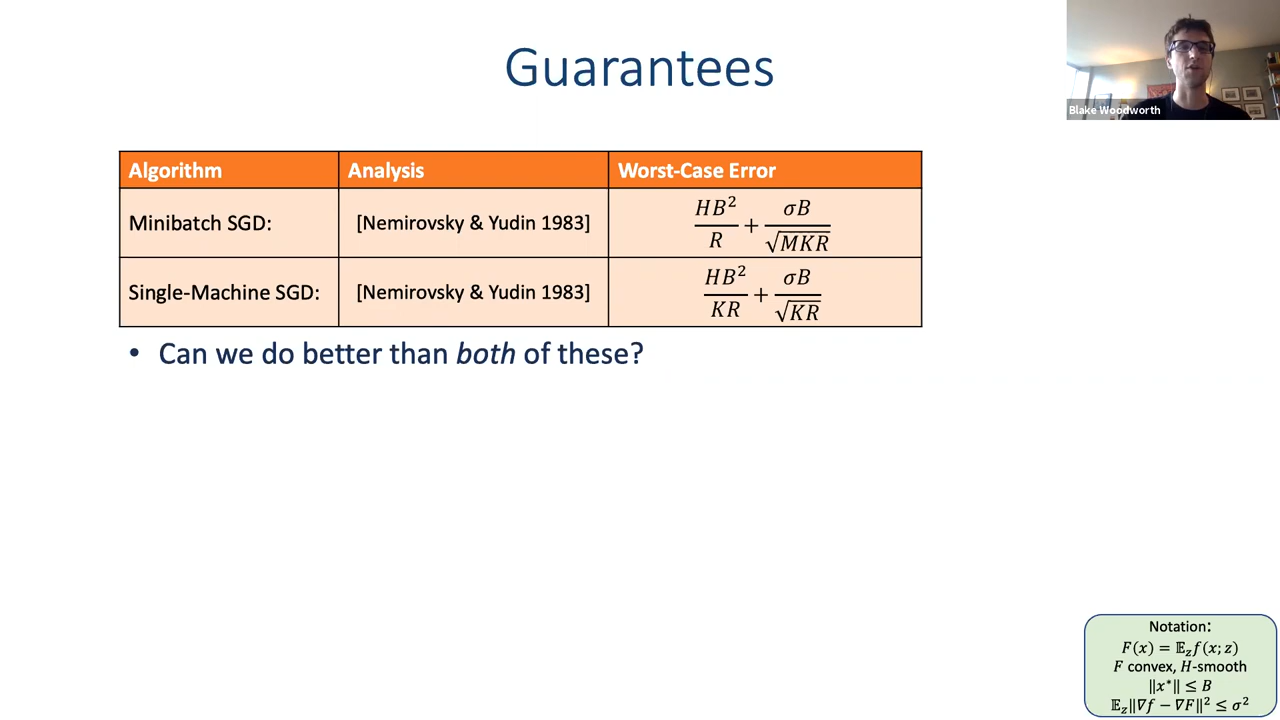 Guarantees
Blake Woodworth
Algorithm Analysis Worst-Case Error
Minibatch SGD: [Nemirovsky & Yudin 1983] HB²/R + σB/√MKR
Single-Machine SGD: [Nemirovsky & Yudin 1983] HB²/KR + σB/√KR
• Can we do better than both of these?
Notation:
F(x) = 𝔼_z f(x; z)
F convex, H-smooth
‖x*‖ ≤ B
𝔼_z‖∇f − ∇F‖² ≤ σ²